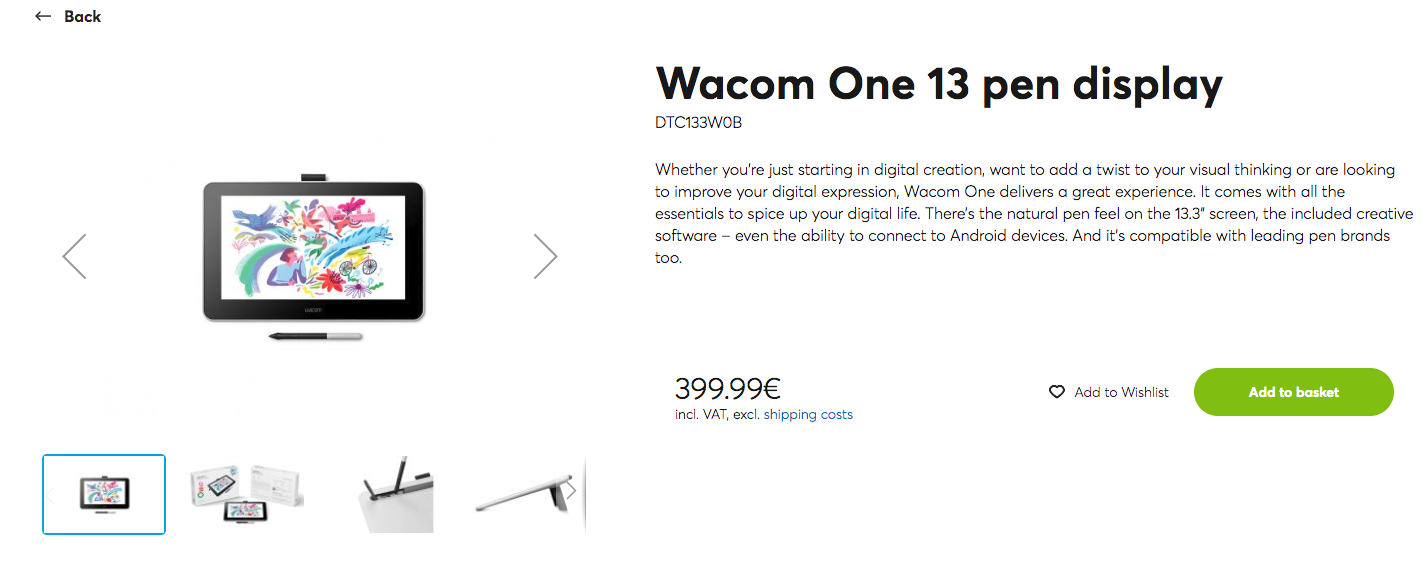 ← Back
Wacom One 13 pen display
DTC133W0B
Whether you're just starting in digital creation, want to add a twist to your visual thinking or are looking
to improve your digital expression, Wacom One delivers a great experience. It comes with all the
essentials to spice up your digital life. There's the natural pen feel on the 13.3" screen, the included creative
software – even the ability to connect to Android devices. And it's compatible with leading pen brands
too.
wacom
399.99€
incl. VAT, excl. shipping costs
Add to Wishlist
Add to basket
One